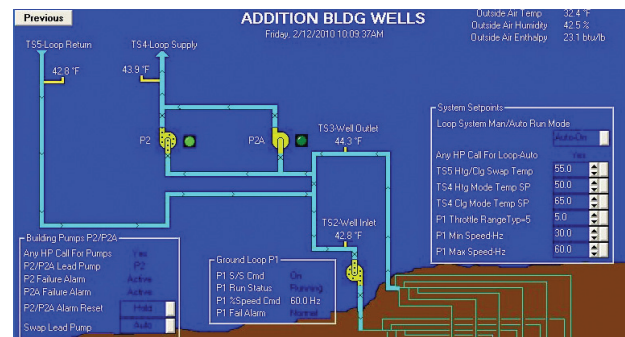 Previous
ADDITION BLDG WELLS
Friday, 2/12/2010 10:09:37AM
Outside Air Temp 32.4 °F
Outside Air Humidity 42.5 %
Outside Air Enthalpy 23.1 btu/lb
TS5-Loop Return
TS4-Loop Supply
42.8 °F
43.9 °F
P2
P2A
TS3-Well Outlet
44.3 °F
TS2-Well Inlet
42.8 °F
System Setpoints
Loop System Man/Auto Run Mode
Auto-On
Any HP Call For Loop-Auto Yes
TS5 Htg/Clg Swap Temp 55.0
TS4 Htg Mode Temp SP 50.0
TS4 Clg Mode Temp SP 65.0
P1 Throttle RangeTyp=5 5.0
P1 Min Speed-Hz 30.0
P1 Max Speed-Hz 60.0
Building Pumps P2/P2A
Any HP Call For Pumps Yes
P2/P2A Lead Pump P2
P2 Failure Alarm Active
P2A Failure Alarm Active
P2/P2A Alarm Reset Hold
Swap Lead Pump Auto
Ground Loop P1
P1 S/S Cmd On
P1 Run Status Running
P1 %Speed Cmd 60.0 Hz
P1 Fail Alarm Normal